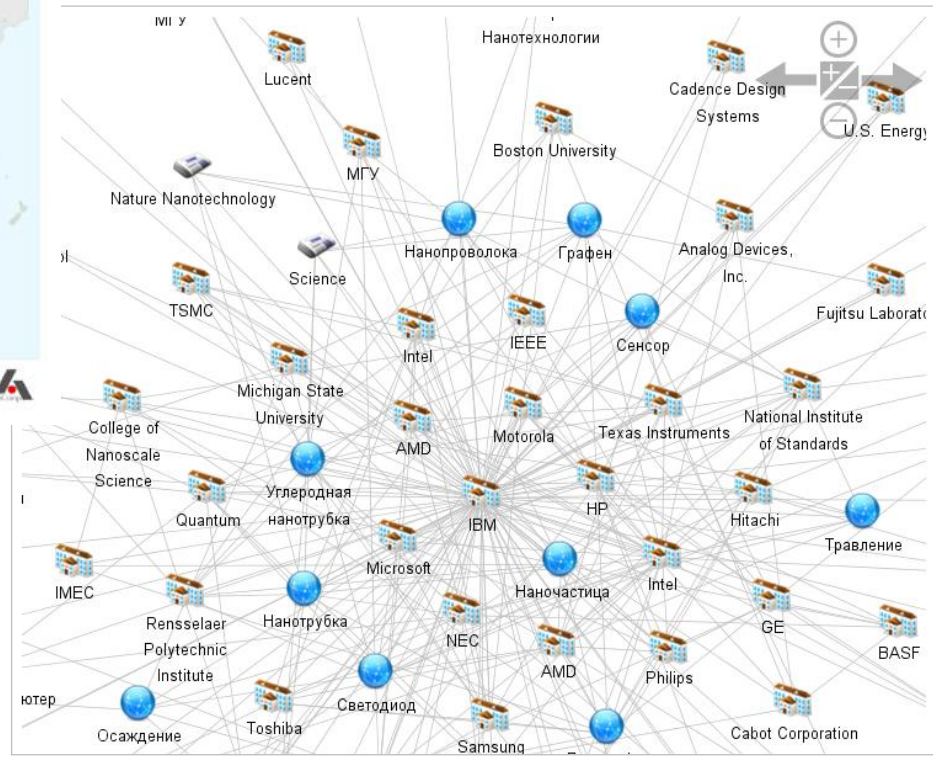 МГУ
Нанотехнологии
Lucent
Cadence Design
Systems
U.S. Energy
Boston University
МГУ
Nature Nanotechnology
Нанопроволока
Графен
Analog Devices,
Inc.
Science
TSMC
Fujitsu Laborato
Intel
IEEE
Сенсор
Michigan State
University
College of
Nanoscale
Science
AMD
Motorola
Texas Instruments
National Institute
of Standards
Углеродная
нанотрубка
Quantum
IBM
HP
Hitachi
Травление
Microsoft
Наночастица
Intel
IMEC
Rensselaer
Polytechnic
Institute
Нанотрубка
NEC
GE
AMD
Philips
BASF
ютер
Осаждение
Toshiba
Светодиод
Samsung
Cabot Corporation